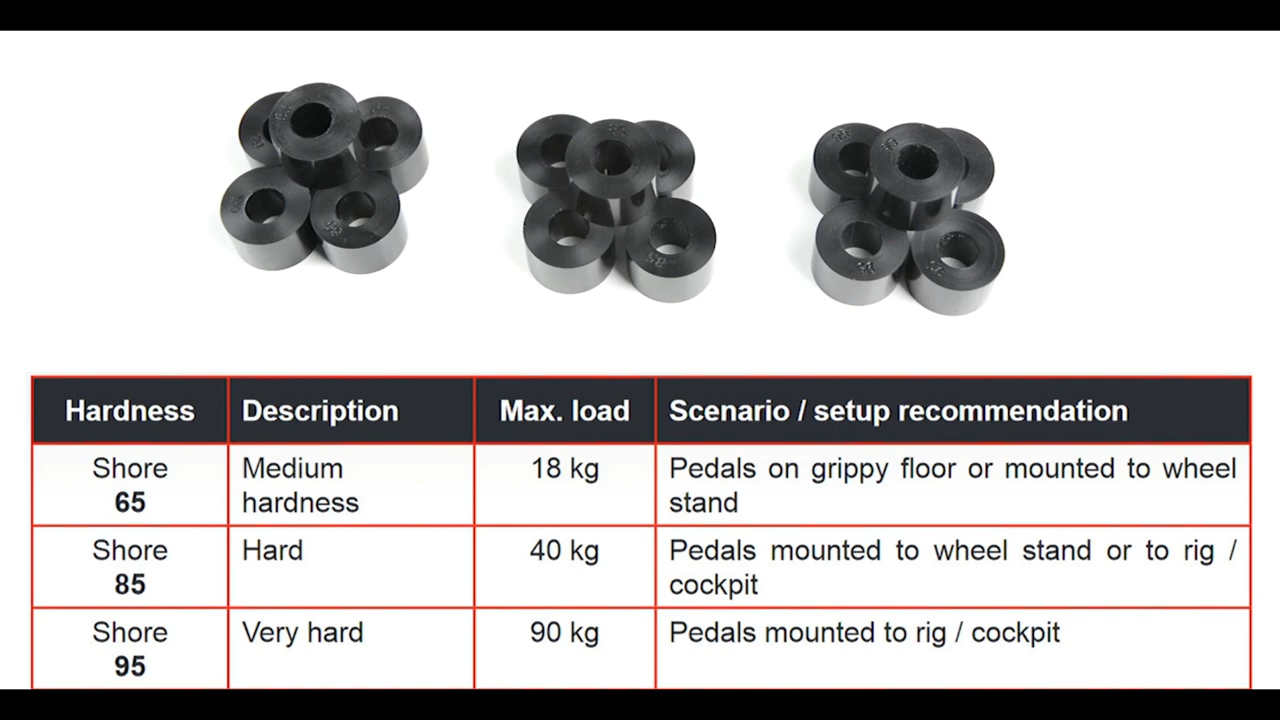 Hardness Description Max. load Scenario / setup recommendation
Shore Medium 18 kg Pedals on grippy floor or mounted to wheel
65 hardness stand
Shore Hard 40 kg Pedals mounted to wheel stand or to rig /
85 cockpit
Shore Very hard 90 kg Pedals mounted to rig / cockpit
95